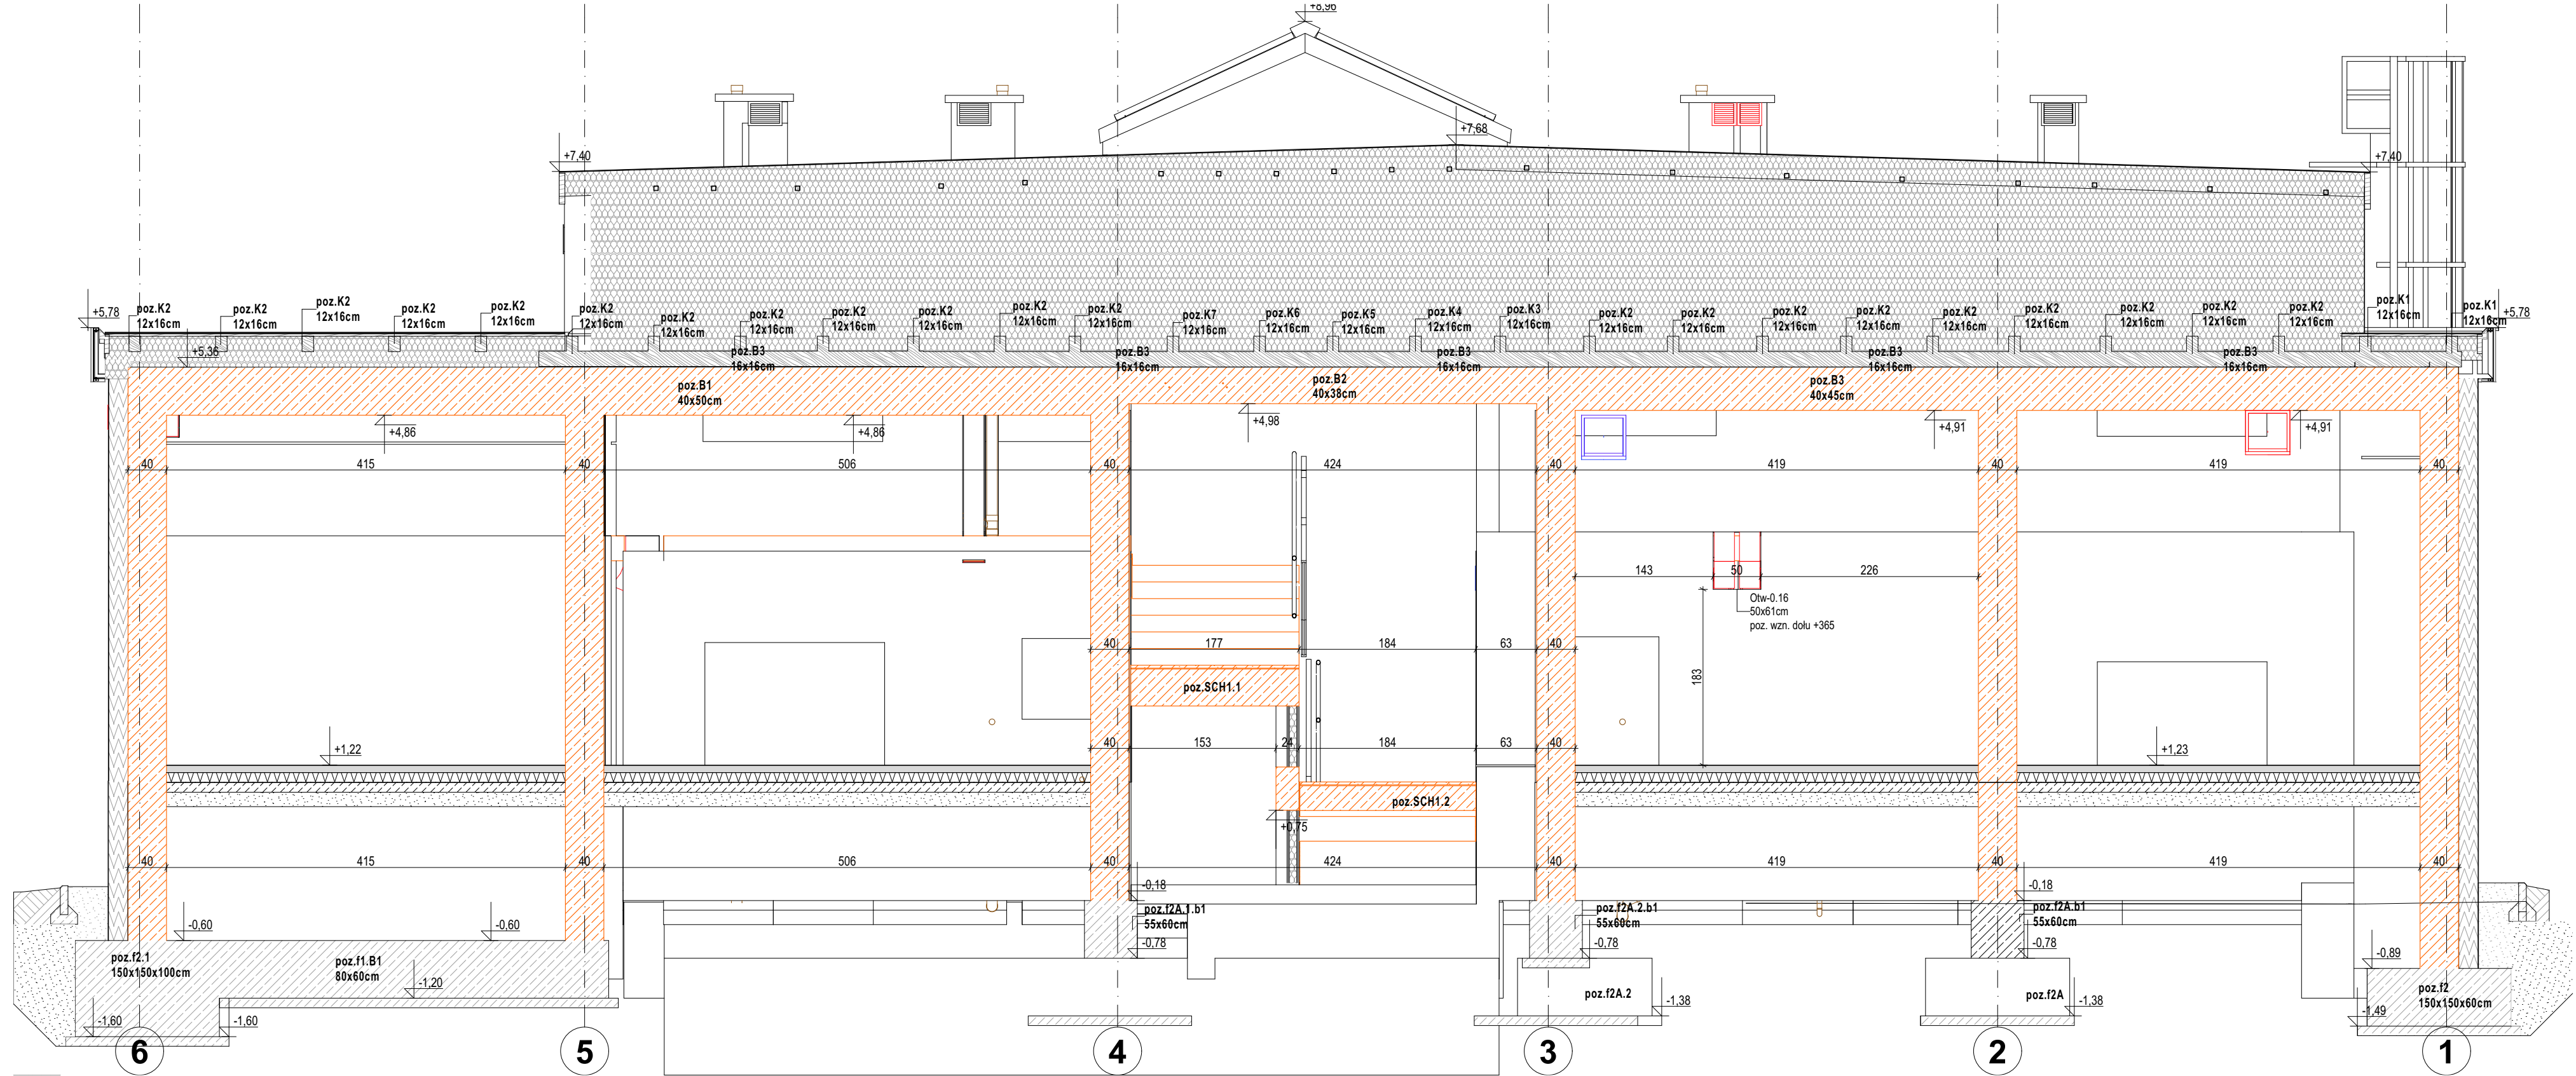 +8,96
+7,68
+7,40
+7,40
+5,78
poz.K2
12x16cm
poz.K2
12x16cm
poz.K2
12x16cm
poz.K2
12x16cm
poz.K2
12x16cm
poz.K2
12x16cm
poz.K2
12x16cm
poz.K2
12x16cm
poz.K2
12x16cm
poz.K2
12x16cm
poz.K2
12x16cm
poz.K2
12x16cm
poz.K7
12x16cm
poz.K6
12x16cm
poz.K5
12x16cm
poz.K4
12x16cm
poz.K3
12x16cm
poz.K2
12x16cm
poz.K2
12x16cm
poz.K2
12x16cm
poz.K2
12x16cm
poz.K2
12x16cm
poz.K2
12x16cm
poz.K2
12x16cm
poz.K2
12x16cm
poz.K2
12x16cm
poz.K1
12x16cm
poz.K1
12x16cm
+5,78
+5,36
poz.B3
16x16cm
poz.B3
16x16cm
poz.B3
16x16cm
poz.B3
16x16cm
poz.B3
16x16cm
poz.B1
40x50cm
poz.B2
40x38cm
poz.B3
40x45cm
+4,86
+4,86
+4,98
+4,91
+4,91
40
415
40
506
40
424
40
419
40
419
40
143
50
226
Otw-0.16
50x61cm
poz. wzn. dołu +365
183
40
177
184
63
40
poz.SCH1.1
40
153
24
184
63
40
+1,22
+1,23
poz.SCH1.2
+0,75
40
415
40
506
40
424
40
419
40
419
40
-0,18
-0,18
poz.f2A.1.b1
55x60cm
poz.f2A.2.b1
55x60cm
poz.f2A.b1
55x60cm
-0,60
-0,60
-0,78
-0,78
-0,78
-0,89
poz.f2.1
150x150x100cm
poz.f1.B1
80x60cm
-1,20
poz.f2A.2
-1,38
poz.f2A
-1,38
poz.f2
150x150x60cm
-1,49
-1,60
-1,60
6
5
4
3
2
1